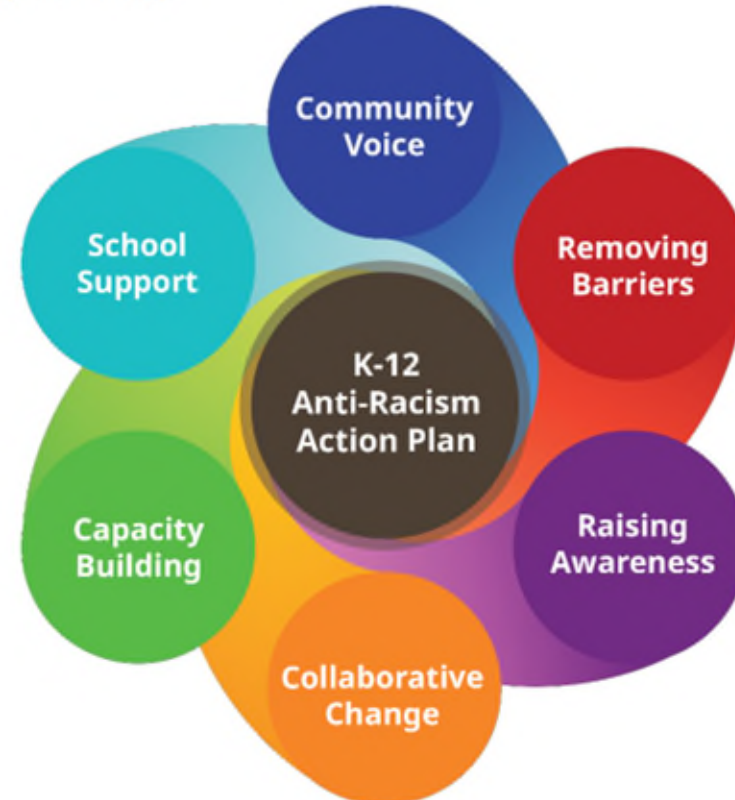 Community
Voice
Removing
Barriers
Raising
Awareness
Collaborative
Change
Capacity
Building
School
Support
K-12
Anti-Racism
Action Plan